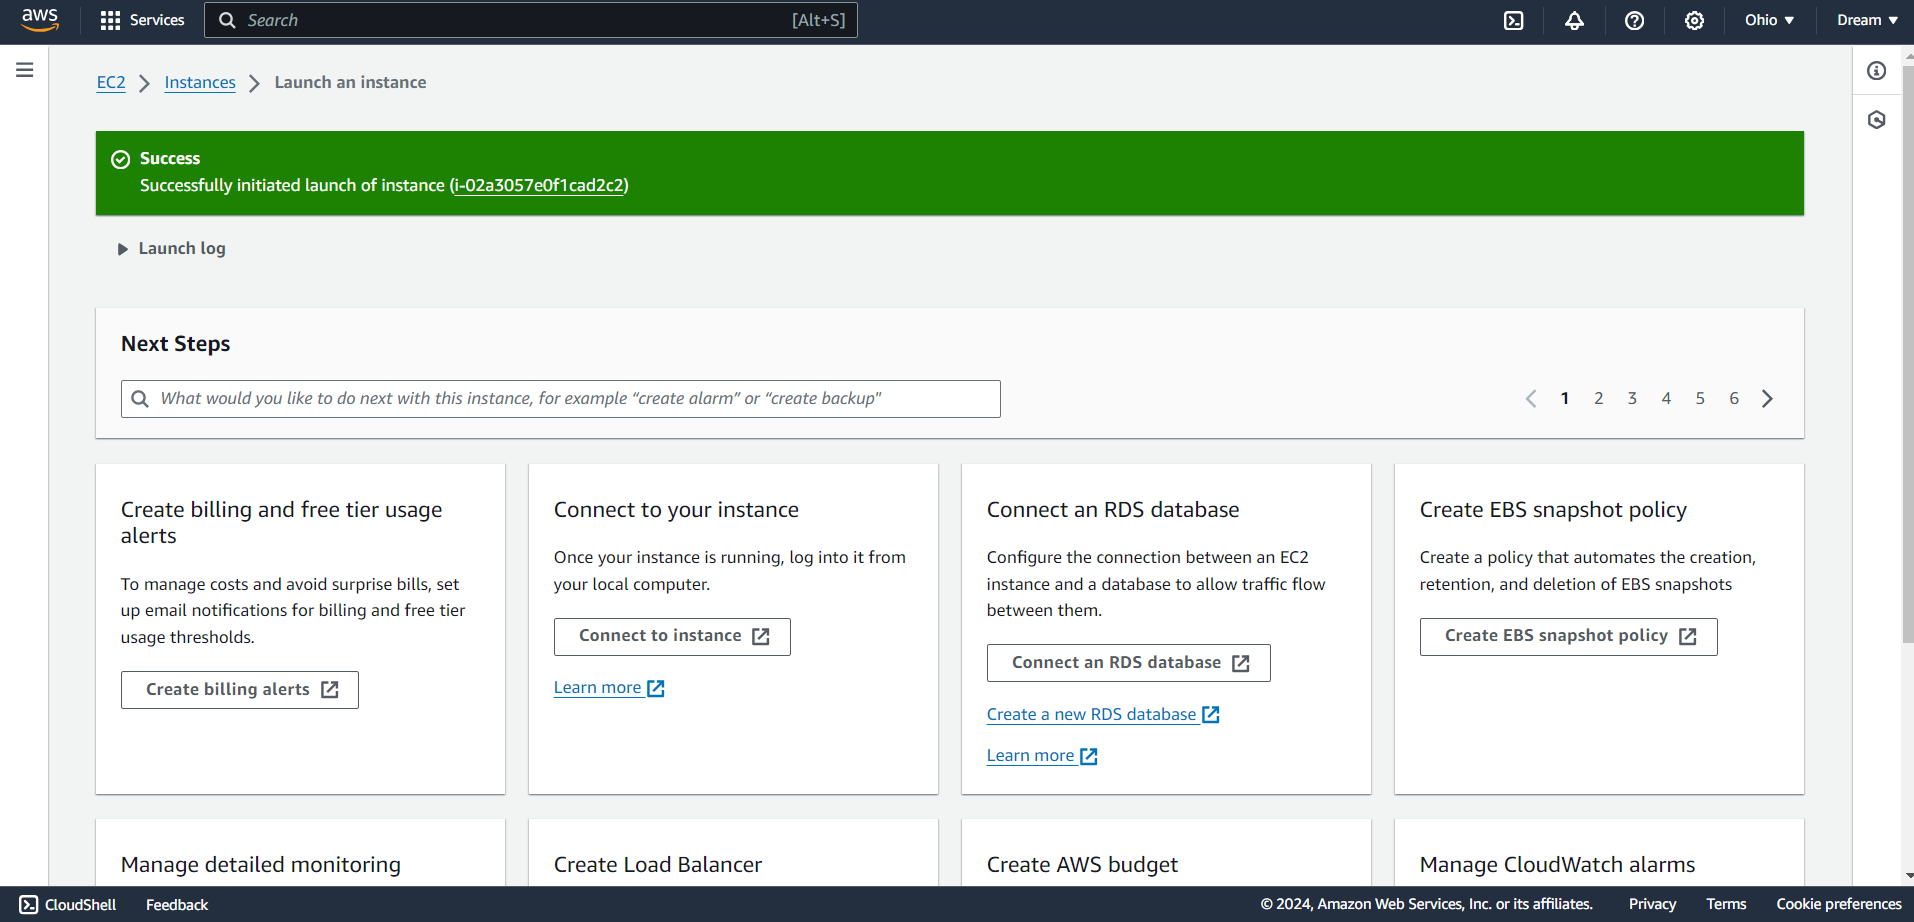 aws
Services
Search
[Alt+S]
Ohio
Dream
EC2
Instances
Launch an instance
Success
Successfully initiated launch of instance (i-02a3057e0f1cad2c2)
Launch log
Next Steps
What would you like to do next with this instance, for example “create alarm” or “create backup”
1 2 3 4 5 6
Create billing and free tier usage
alerts
To manage costs and avoid surprise bills, set
up email notifications for billing and free tier
usage thresholds.
Create billing alerts
Connect to your instance
Once your instance is running, log into it from
your local computer.
Connect to instance
Learn more
Connect an RDS database
Configure the connection between an EC2
instance and a database to allow traffic flow
between them.
Connect an RDS database
Create a new RDS database
Learn more
Create EBS snapshot policy
Create a policy that automates the creation,
retention, and deletion of EBS snapshots
Create EBS snapshot policy
Manage detailed monitoring
Create Load Balancer
Create AWS budget
Manage CloudWatch alarms
CloudShell
Feedback
© 2024, Amazon Web Services, Inc. or its affiliates.
Privacy
Terms
Cookie preferences